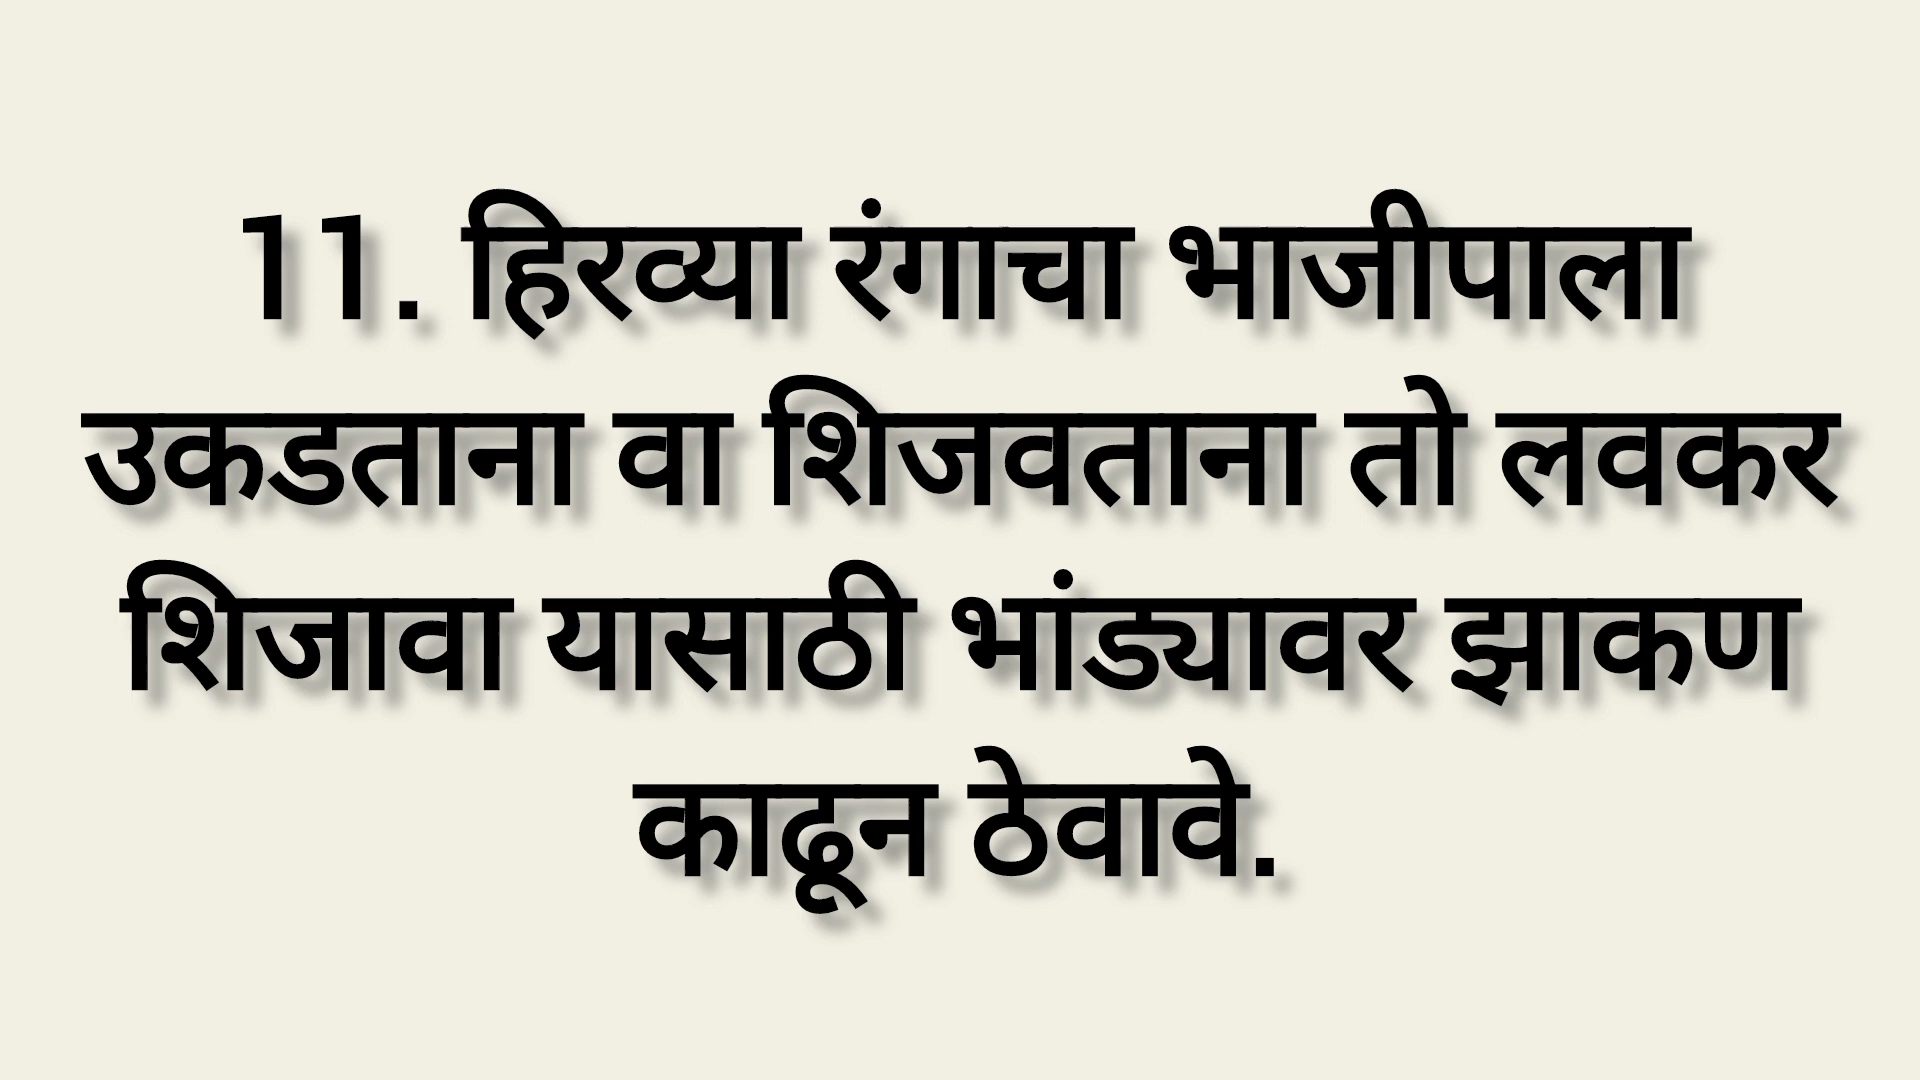 11. हिरव्या रंगाचा भाजीपाला
उकडताना वा शिजवताना तो लवकर
शिजावा यासाठी भांड्यावर झाकण
काढून ठेवावे.